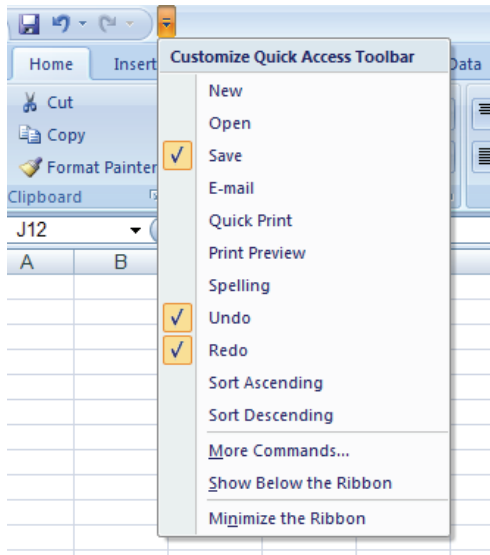 Customize Quick Access Toolbar
Home Insert Data
New
Cut
Open
Copy
Save
Format Painter
E-mail
Clipboard
Quick Print
J12
Print Preview
A B
Spelling
Undo
Redo
Sort Ascending
Sort Descending
More Commands...
Show Below the Ribbon
Minimize the Ribbon